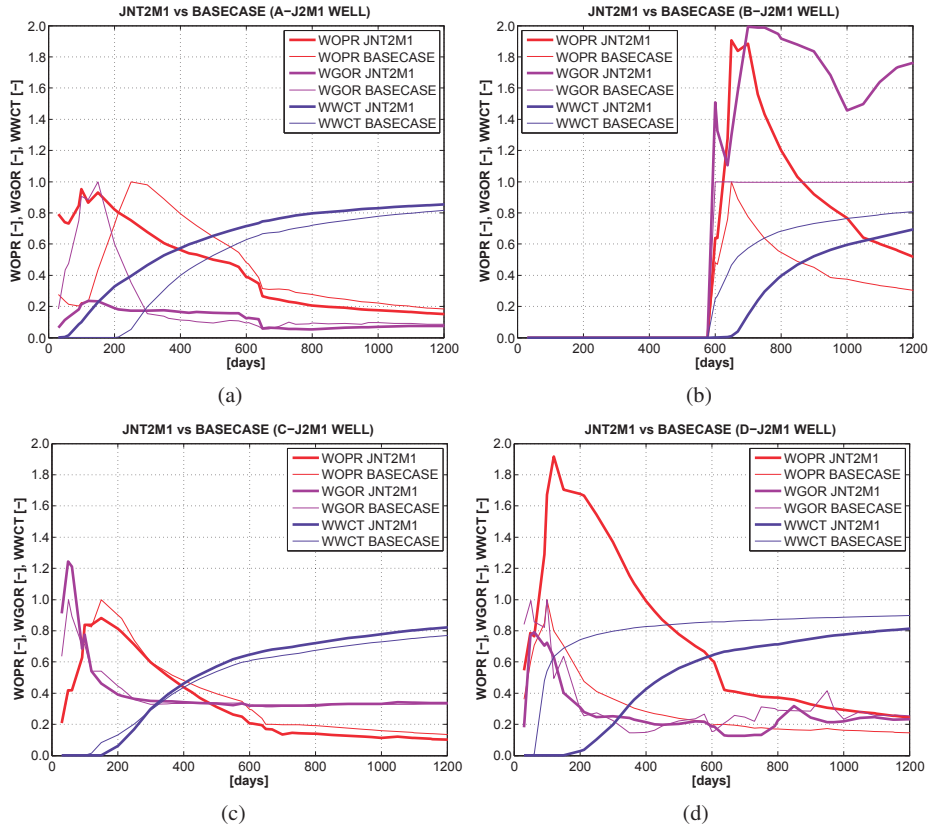 JNT2M1 vs BASECASE (A−J2M1 WELL)
WOPR [−], WGOR [−], WWCT [−]
2.0
1.8
1.6
1.4
1.2
1.0
0.8
0.6
0.4
0.2
0.0
WOPR JNT2M1
WOPR BASECASE
WGOR JNT2M1
WGOR BASECASE
WWCT JNT2M1
WWCT BASECASE
0 200 400 600 800 1000 1200
[days]
(a)
JNT2M1 vs BASECASE (B−J2M1 WELL)
WOPR [−], WGOR [−], WWCT [−]
2.0
1.8
1.6
1.4
1.2
1.0
0.8
0.6
0.4
0.2
0.0
WOPR JNT2M1
WOPR BASECASE
WGOR JNT2M1
WGOR BASECASE
WWCT JNT2M1
WWCT BASECASE
0 200 400 600 800 1000 1200
[days]
(b)
JNT2M1 vs BASECASE (C−J2M1 WELL)
WOPR [−], WGOR [−], WWCT [−]
2.0
1.8
1.6
1.4
1.2
1.0
0.8
0.6
0.4
0.2
0.0
WOPR JNT2M1
WOPR BASECASE
WGOR JNT2M1
WGOR BASECASE
WWCT JNT2M1
WWCT BASECASE
0 200 400 600 800 1000 1200
[days]
(c)
JNT2M1 vs BASECASE (D−J2M1 WELL)
WOPR [−], WGOR [−], WWCT [−]
2.0
1.8
1.6
1.4
1.2
1.0
0.8
0.6
0.4
0.2
0.0
WOPR JNT2M1
WOPR BASECASE
WGOR JNT2M1
WGOR BASECASE
WWCT JNT2M1
WWCT BASECASE
0 200 400 600 800 1000 1200
[days]
(d)